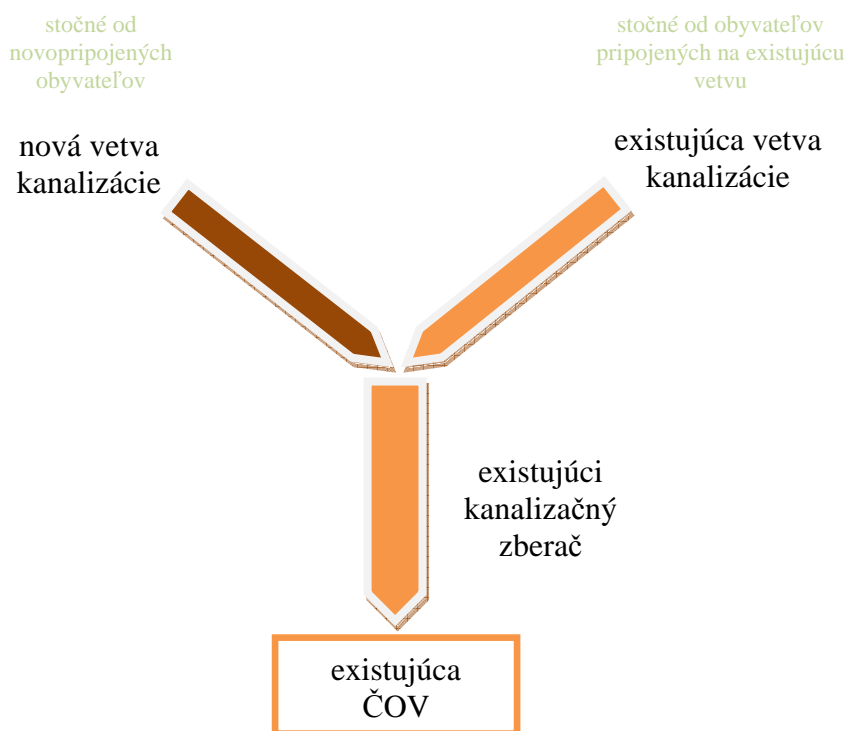 stočné od
novopripojených
obyvateľov
stočné od obyvateľov
pripojených na existujúcu
vetvu
nová vetva
kanalizácie
existujúca vetva
kanalizácie
existujúci
kanalizačný
zberač
existujúca
ČOV